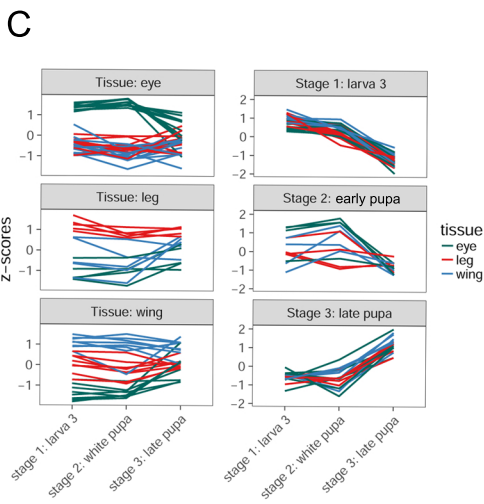 C
Tissue: eye
Stage 1: larva 3
1
0
−1
2
1
0
−1
−2
Tissue: leg
Stage 2: early pupa
1
0
−1
2
1
0
−1
−2
z-scores
tissue
eye
leg
wing
Tissue: wing
Stage 3: late pupa
1
0
−1
2
1
0
−1
−2
stage 1: larva 3
stage 2: white pupa
stage 3: late pupa
stage 1: larva 3
stage 2: white pupa
stage 3: late pupa